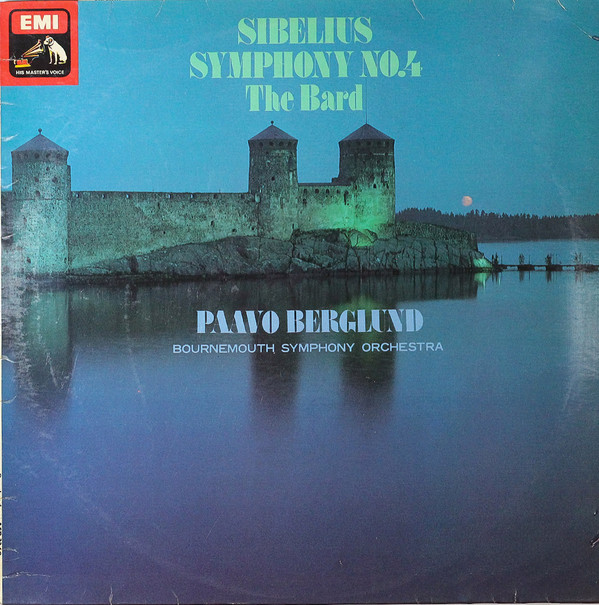 EMI
HIS MASTER'S VOICE
SIBELIUS
SYMPHONY NO.4
The Bard
PAAVO BERGLUND
BOURNEMOUTH SYMPHONY ORCHESTRA